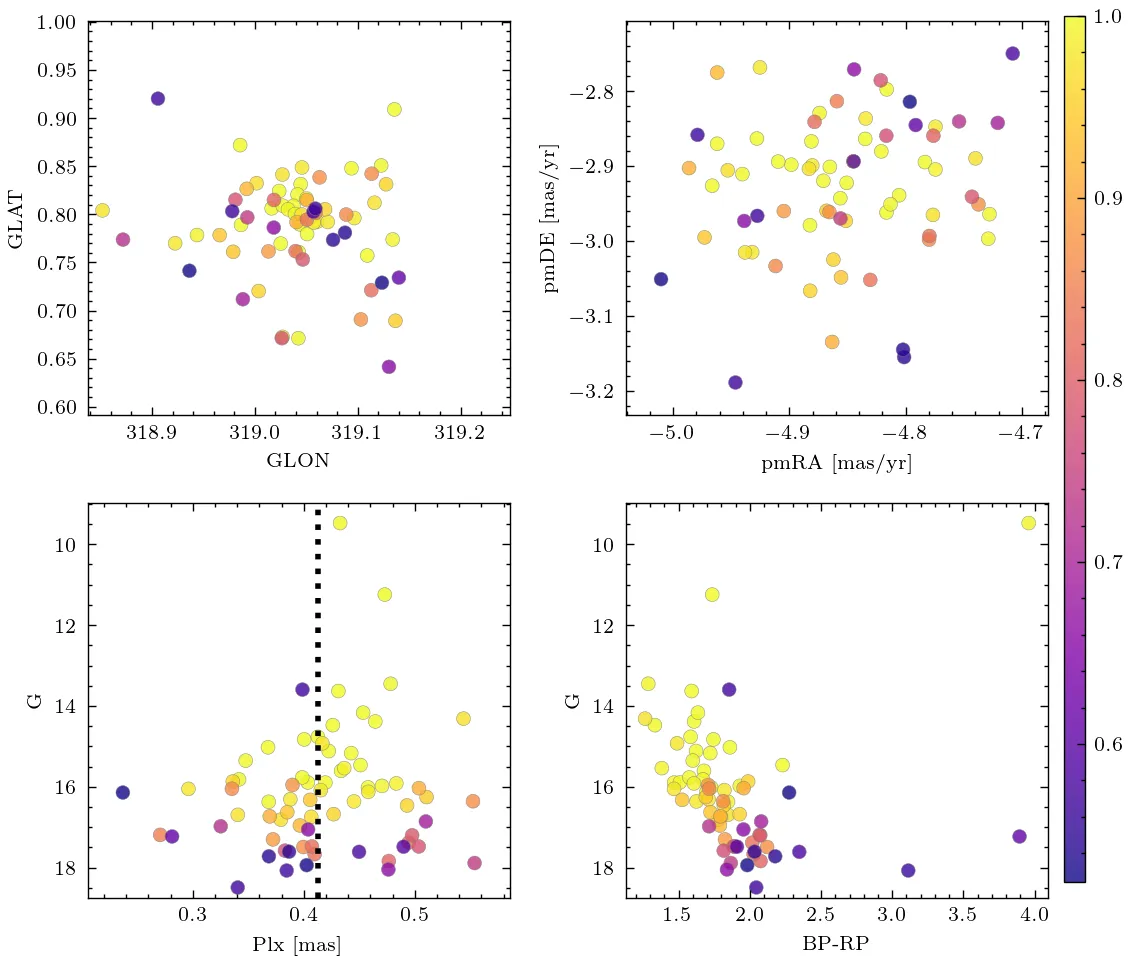 1.00
0.95
0.90
0.85
0.80
0.75
0.70
0.65
0.60
GLAT
318.9 319.0 319.1 319.2
GLON
−2.8
−2.9
−3.0
−3.1
−3.2
pmDE [mas/yr]
−5.0 −4.9 −4.8 −4.7
pmRA [mas/yr]
1.0
0.9
0.8
0.7
0.6
10
12
14
16
18
G
0.3 0.4 0.5
Plx [mas]
10
12
14
16
18
G
1.5 2.0 2.5 3.0 3.5 4.0
BP-RP